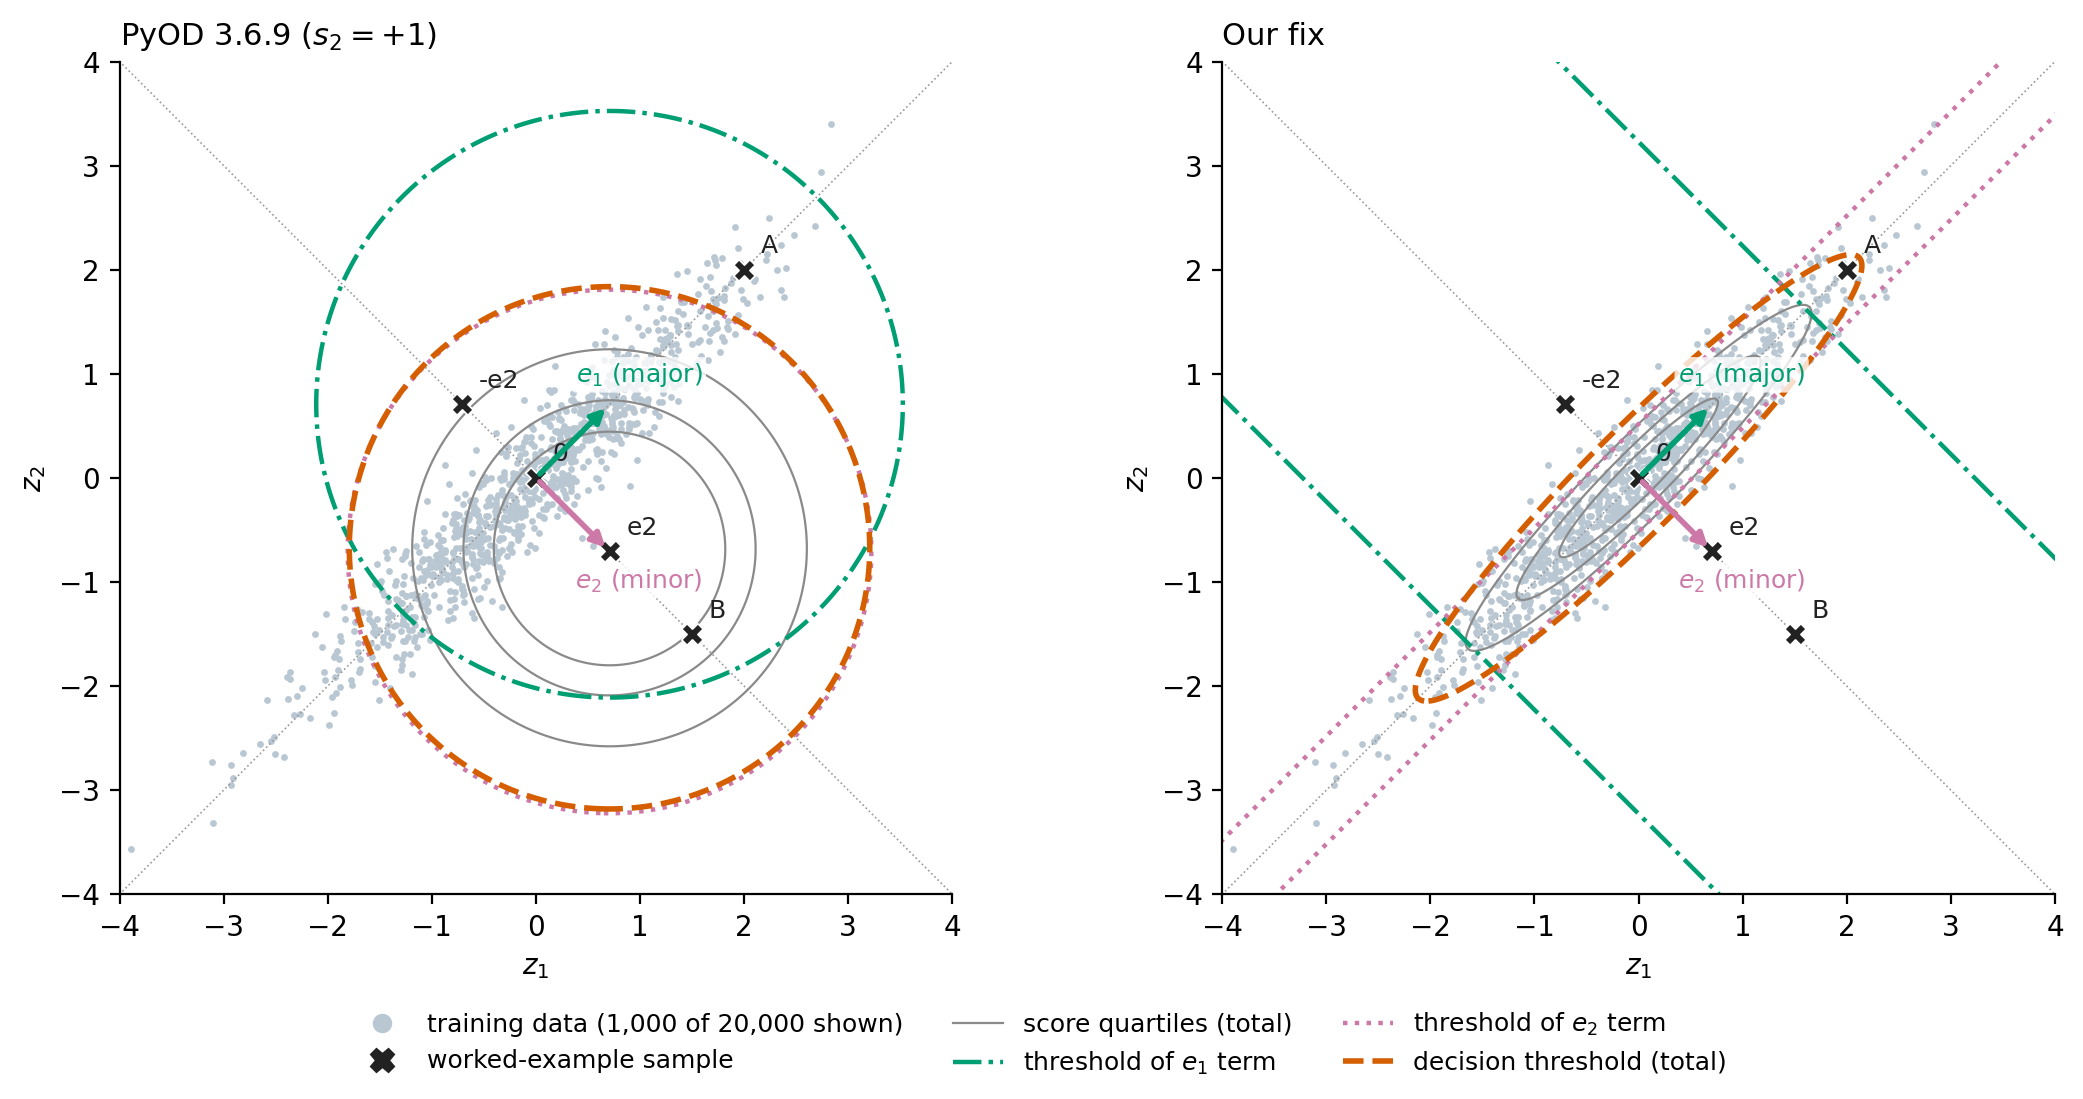 PyOD 3.6.9 (s₂ = +1)
4
3
2
1
0
−1
−2
−3
−4
z₂
A
-e2
e₁ (major)
0
e2
e₂ (minor)
B
−4 −3 −2 −1 0 1 2 3 4
z₁
Our fix
4
3
2
1
0
−1
−2
−3
−4
z₂
A
-e2
e₁ (major)
0
e2
e₂ (minor)
B
−4 −3 −2 −1 0 1 2 3 4
z₁
training data (1,000 of 20,000 shown)
worked-example sample
score quartiles (total)
threshold of e₁ term
threshold of e₂ term
decision threshold (total)